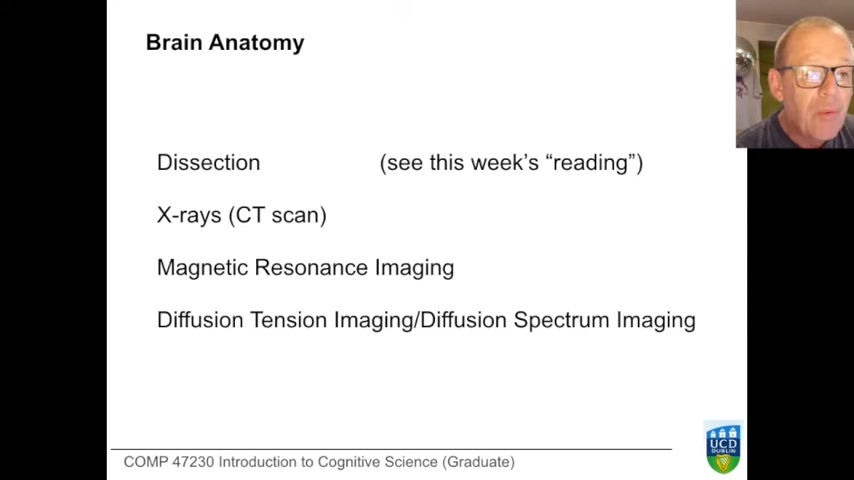 Brain Anatomy
Dissection (see this week's "reading")
X-rays (CT scan)
Magnetic Resonance Imaging
Diffusion Tension Imaging/Diffusion Spectrum Imaging
COMP 47230 Introduction to Cognitive Science (Graduate)
UCD
DUBLIN